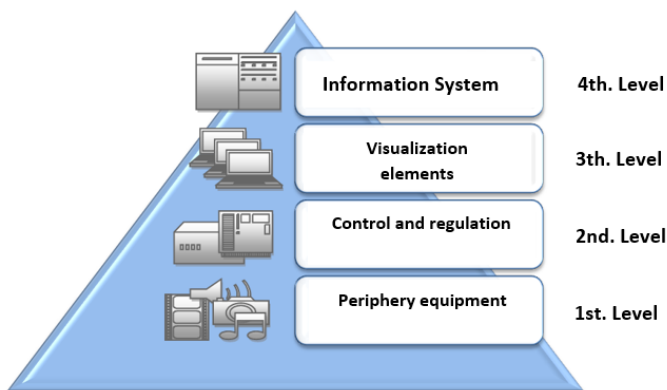 Information System
4th. Level
Visualization
elements
3th. Level
Control and regulation
2nd. Level
Periphery equipment
1st. Level